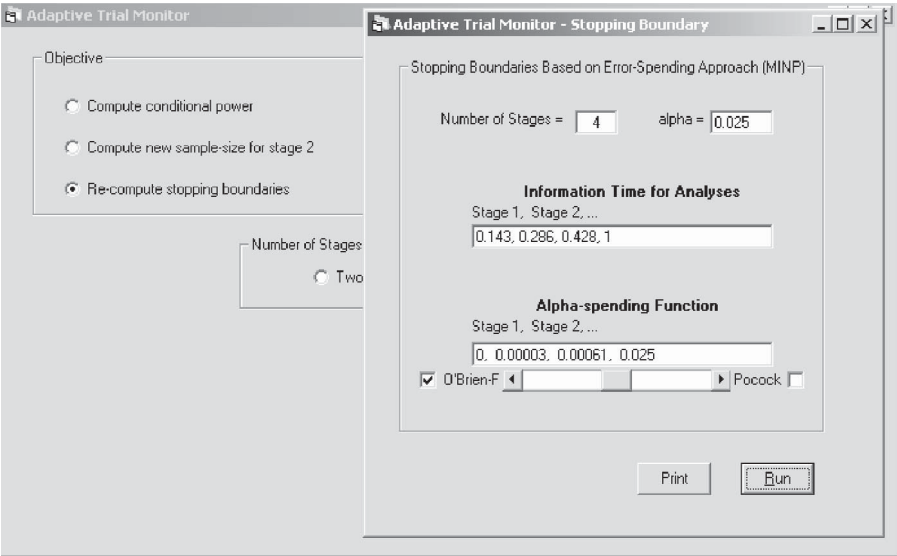 Adaptive Trial Monitor
Objective
Compute conditional power
Compute new sample-size for stage 2
Re-compute stopping boundaries
Number of Stages
Two
Adaptive Trial Monitor - Stopping Boundary
Stopping Boundaries Based on Error-Spending Approach (MINP)
Number of Stages = 4 alpha = 0.025
Information Time for Analyses
Stage 1, Stage 2, ...
0.143, 0.286, 0.428, 1
Alpha-spending Function
Stage 1, Stage 2, ...
0, 0.00003, 0.00061, 0.025
O'Brien-F Pocock
Print Run